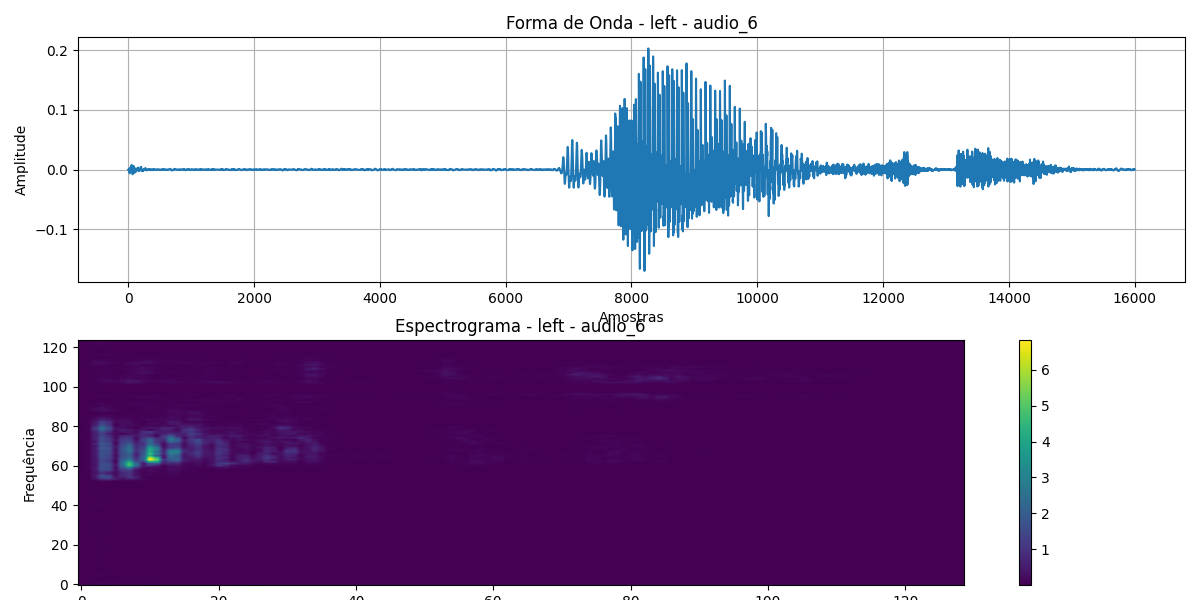 Forma de Onda - left - audio_6
0.2
0.1
0.0
−0.1
Amplitude
0 2000 4000 6000 8000 10000 12000 14000 16000
Amostras
Espectrograma - left - audio_6
120
100
80
60
40
20
0
Frequência
0 20 40 60 80 100 120
6
5
4
3
2
1